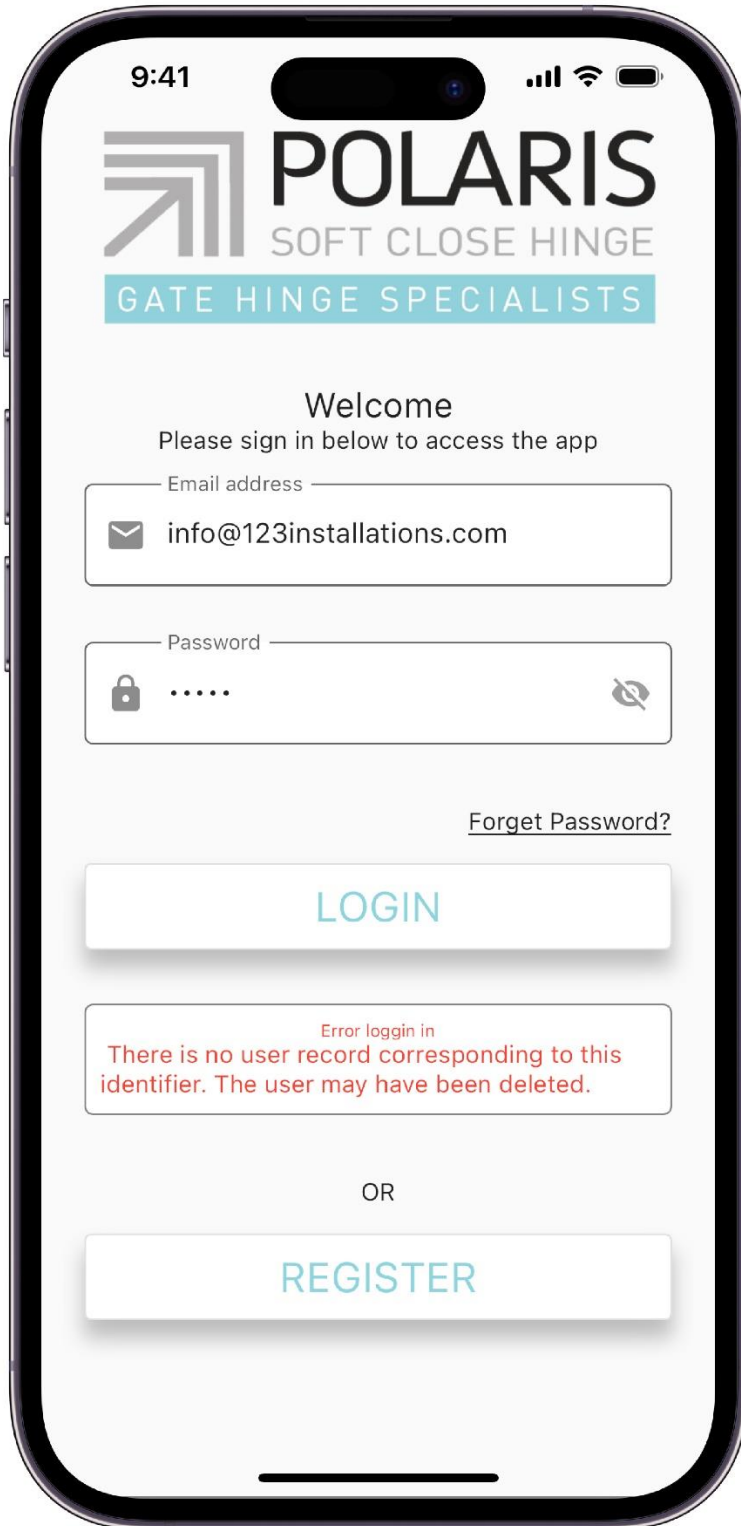 9:41
POLARIS
SOFT CLOSE HINGE
GATE HINGE SPECIALISTS
Welcome
Please sign in below to access the app
Email address
info@123installations.com
Password
•••••
Forget Password?
LOGIN
Error loggin in
There is no user record corresponding to this
identifier. The user may have been deleted.
OR
REGISTER